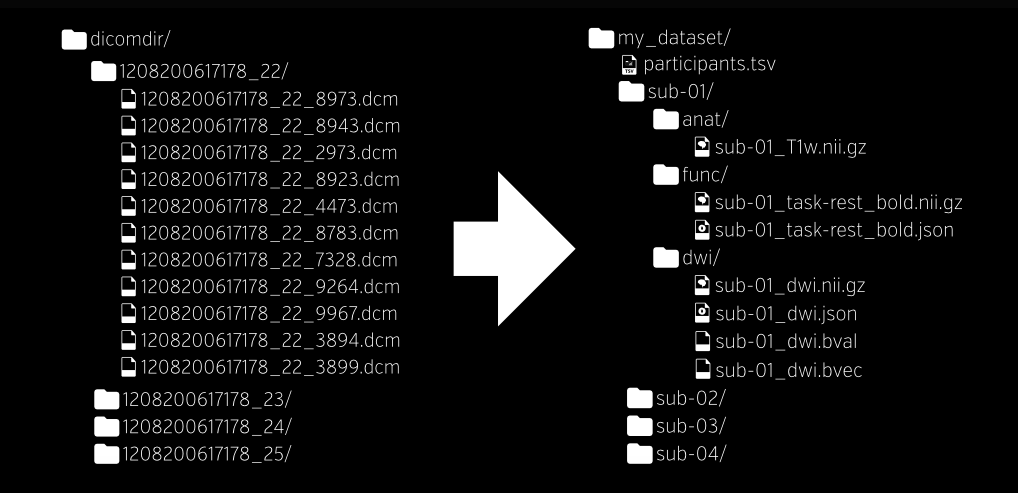 dicomdir/
1208200617178_22/
1208200617178_22_8973.dcm
1208200617178_22_8943.dcm
1208200617178_22_2973.dcm
1208200617178_22_8923.dcm
1208200617178_22_4473.dcm
1208200617178_22_8783.dcm
1208200617178_22_7328.dcm
1208200617178_22_9264.dcm
1208200617178_22_9967.dcm
1208200617178_22_3894.dcm
1208200617178_22_3899.dcm
1208200617178_23/
1208200617178_24/
1208200617178_25/
my_dataset/
TSV
participants.tsv
sub-01/
anat/
sub-01_T1w.nii.gz
func/
sub-01_task-rest_bold.nii.gz
sub-01_task-rest_bold.json
dwi/
sub-01_dwi.nii.gz
sub-01_dwi.json
sub-01_dwi.bval
sub-01_dwi.bvec
sub-02/
sub-03/
sub-04/